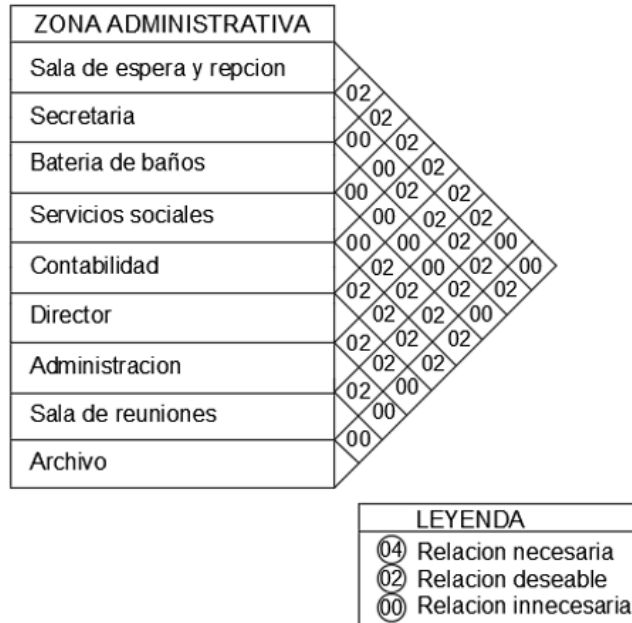 ZONA ADMINISTRATIVA
Sala de espera y repcion
02
Secretaria
02
00 02
Bateria de baños
00 02
00 02 02
Servicios sociales
00 02 02
00 00 02 00
Contabilidad
02 00 02 00
02 02 02 02
Director
02 02 00
02 02 02
Administracion
02 02
02 00
Sala de reuniones
00
00
Archivo
LEYENDA
04 Relacion necesaria
02 Relacion deseable
00 Relacion innecesaria